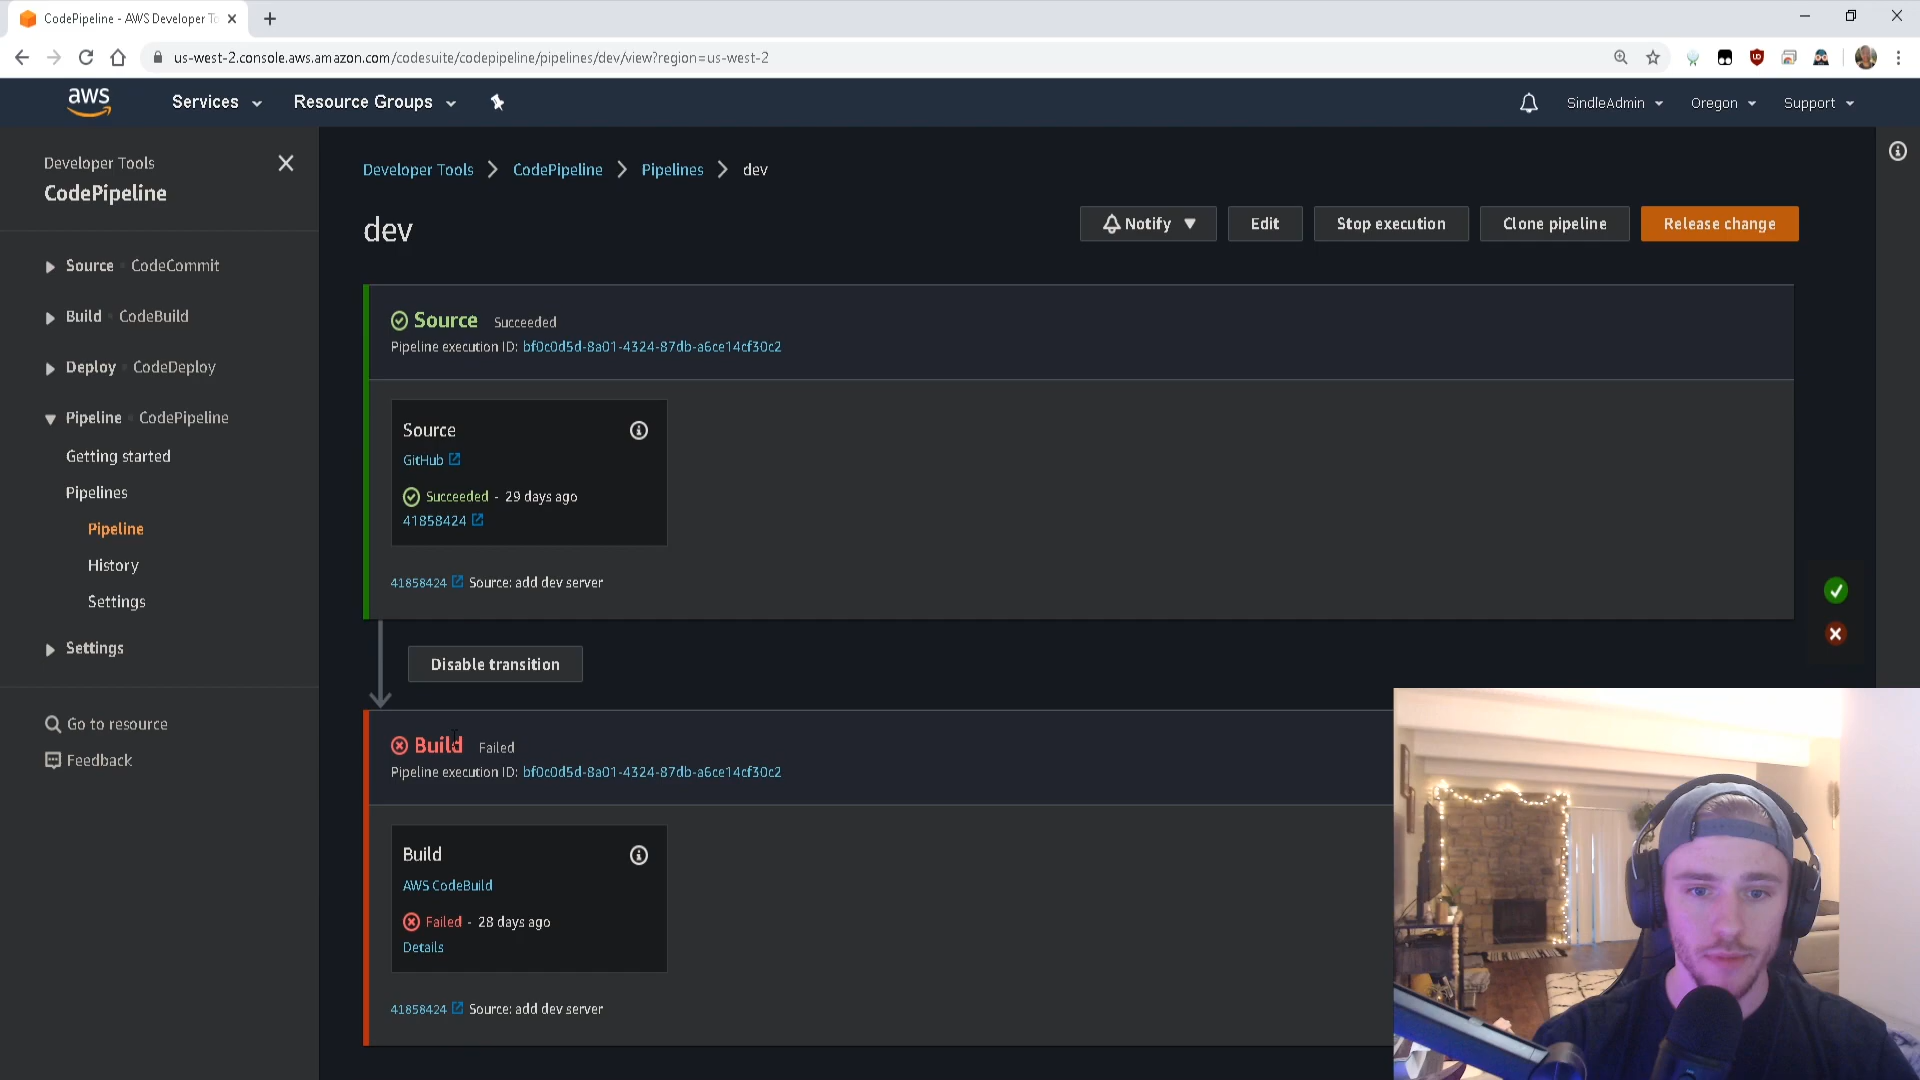 CodePipeline - AWS Developer To
us-west-2.console.aws.amazon.com/codesuite/codepipeline/pipelines/dev/view?region=us-west-2
aws
Services
Resource Groups
SindleAdmin
Oregon
Support
Developer Tools
CodePipeline
Source • CodeCommit
Build • CodeBuild
Deploy • CodeDeploy
Pipeline • CodePipeline
Getting started
Pipelines
Pipeline
History
Settings
Settings
Go to resource
Feedback
Developer Tools > CodePipeline > Pipelines > dev
dev
Notify
Edit
Stop execution
Clone pipeline
Release change
Source Succeeded
Pipeline execution ID: bf0c0d5d-8a01-4324-87db-a6ce14cf30c2
Source
GitHub
Succeeded - 29 days ago
41858424
41858424 Source: add dev server
Disable transition
Build Failed
Pipeline execution ID: bf0c0d5d-8a01-4324-87db-a6ce14cf30c2
Build
AWS CodeBuild
Failed - 28 days ago
Details
41858424 Source: add dev server